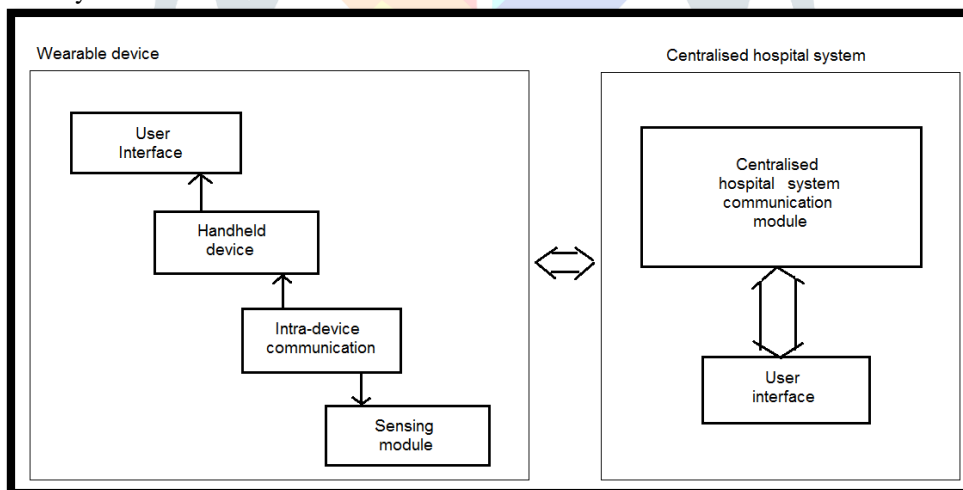 Wearable device
User
Interface
Handheld
device
Intra-device
communication
Sensing
module
Centralised hospital system
Centralised
hospital system
communication
module
User
interface